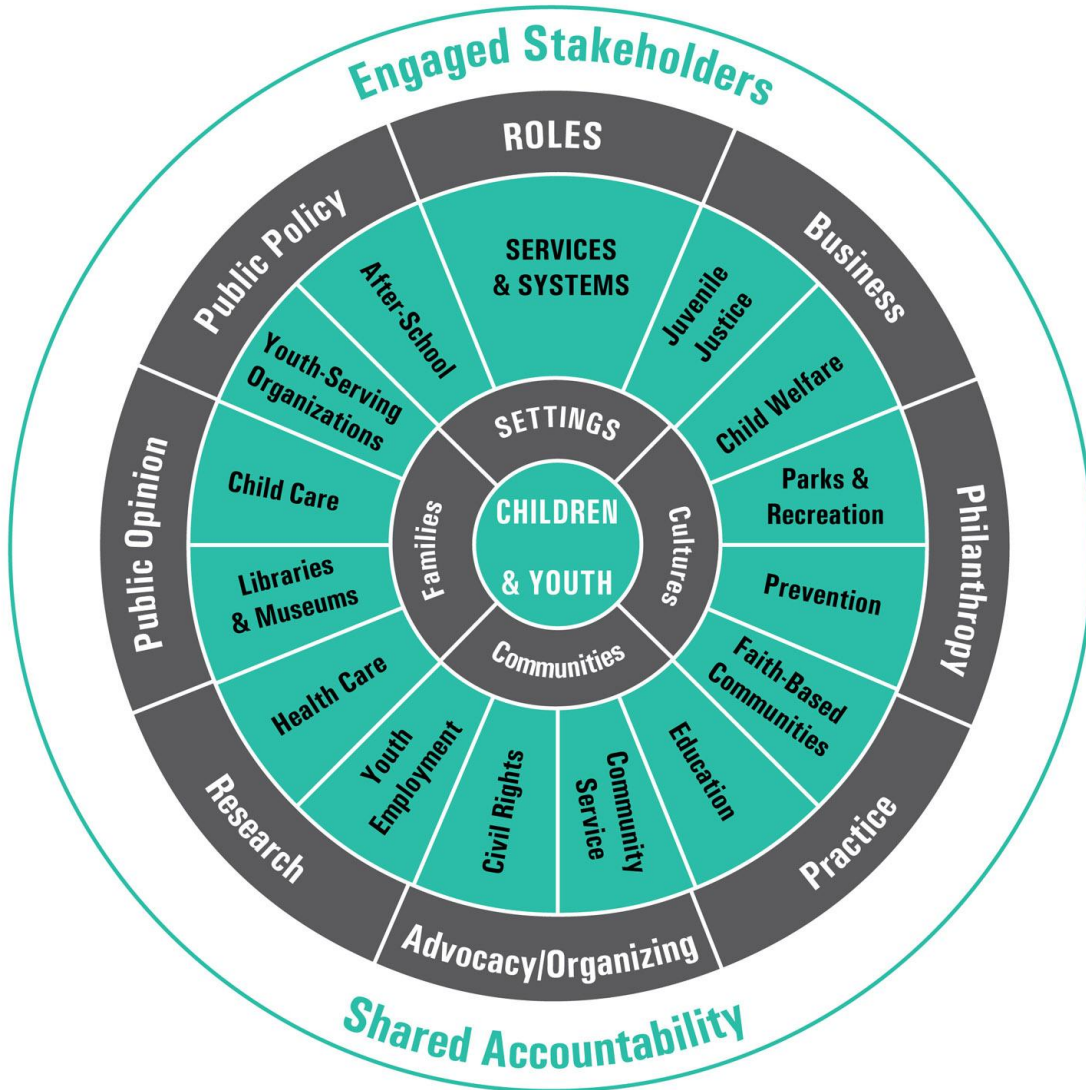 Engaged Stakeholders
ROLES
Business
Philanthropy
Practice
Advocacy/Organizing
Research
Public Opinion
Public Policy
SERVICES
& SYSTEMS
Juvenile
Justice
Child Welfare
Parks &
Recreation
Prevention
Faith-Based
Communities
Education
Community
Service
Civil Rights
Youth
Employment
Health Care
Libraries
& Museums
Child Care
Youth-Serving
Organizations
After-School
SETTINGS
Cultures
Communities
Families
CHILDREN
& YOUTH
Shared Accountability